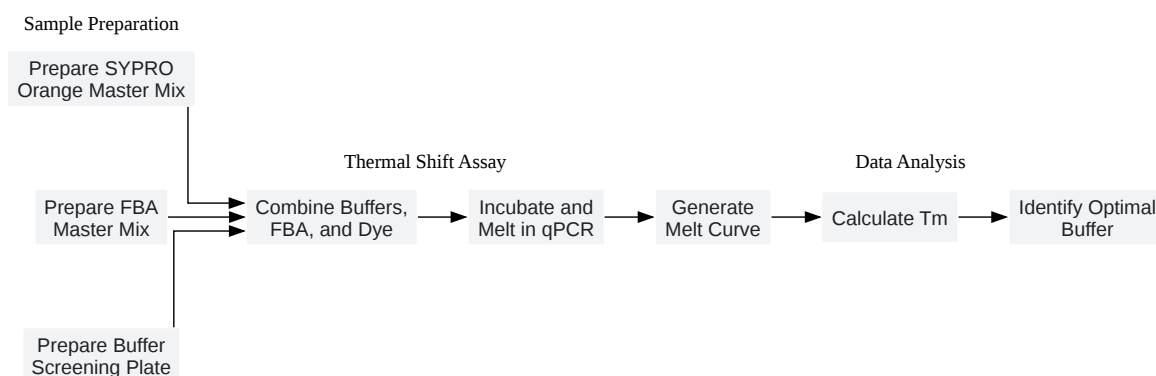 Sample Preparation
Prepare SYPRO
Orange Master Mix
Thermal Shift Assay
Data Analysis
Prepare FBA
Master Mix
Combine Buffers,
FBA, and Dye
Incubate and
Melt in qPCR
Generate
Melt Curve
Calculate Tm
Identify Optimal
Buffer
Prepare Buffer
Screening Plate